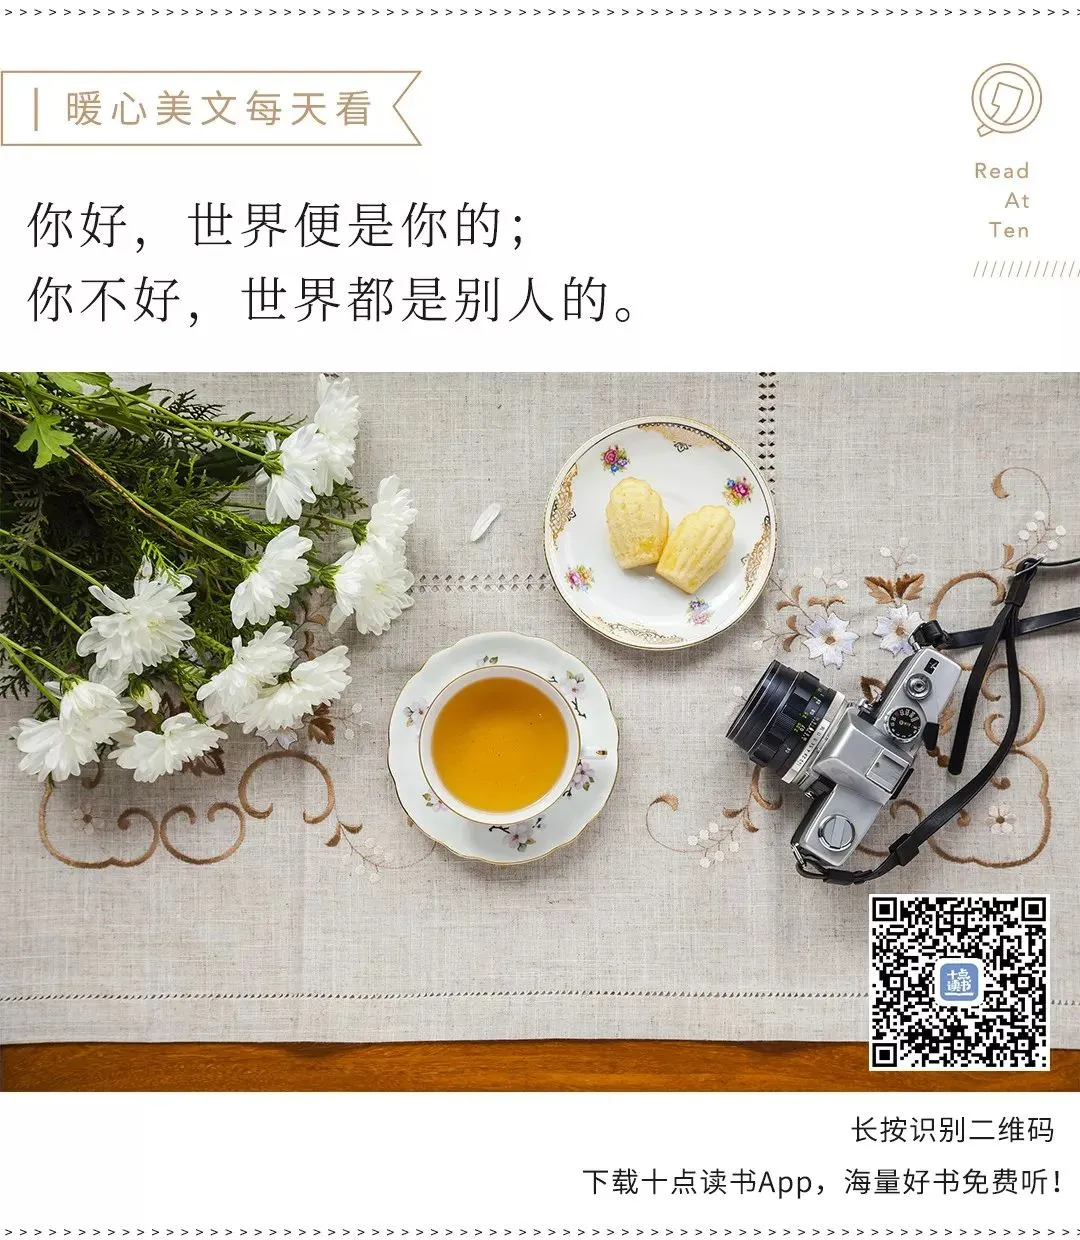 暖心美文每天看
Read
At
Ten
你好，世界便是你的；
你不好，世界都是别人的。
十点
读书
长按识别二维码
下载十点读书App，海量好书免费听！